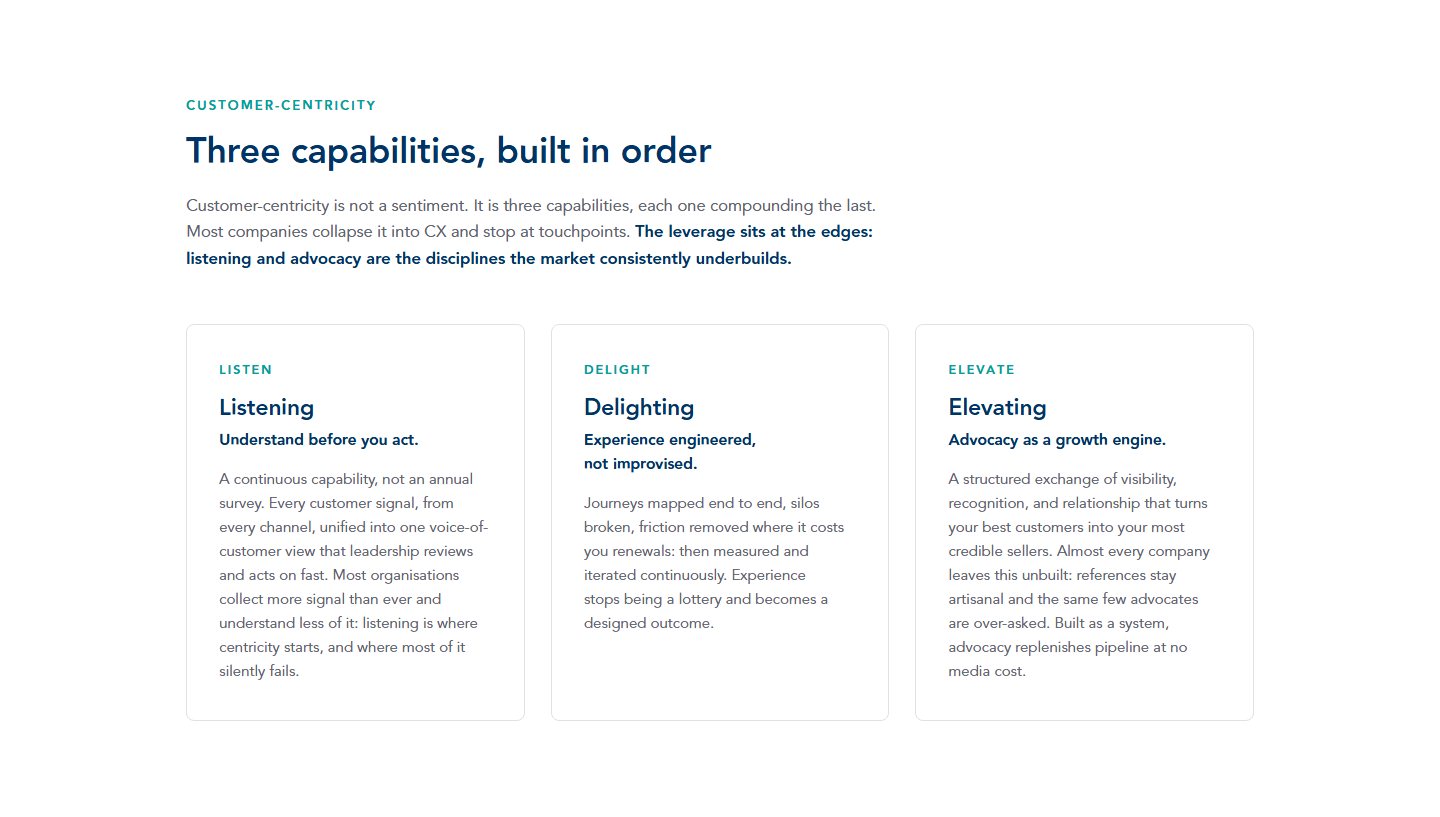 CUSTOMER-CENTRICITY
Three capabilities, built in order
Customer-centricity is not a sentiment. It is three capabilities, each one compounding the last.
Most companies collapse it into CX and stop at touchpoints. The leverage sits at the edges:
listening and advocacy are the disciplines the market consistently underbuilds.
LISTEN
Listening
Understand before you act.
A continuous capability, not an annual
survey. Every customer signal, from
every channel, unified into one voice-of-
customer view that leadership reviews
and acts on fast. Most organisations
collect more signal than ever and
understand less of it: listening is where
centricity starts, and where most of it
silently fails.
DELIGHT
Delighting
Experience engineered,
not improvised.
Journeys mapped end to end, silos
broken, friction removed where it costs
you renewals: then measured and
iterated continuously. Experience
stops being a lottery and becomes a
designed outcome.
ELEVATE
Elevating
Advocacy as a growth engine.
A structured exchange of visibility,
recognition, and relationship that turns
your best customers into your most
credible sellers. Almost every company
leaves this unbuilt: references stay
artisanal and the same few advocates
are over-asked. Built as a system,
advocacy replenishes pipeline at no
media cost.